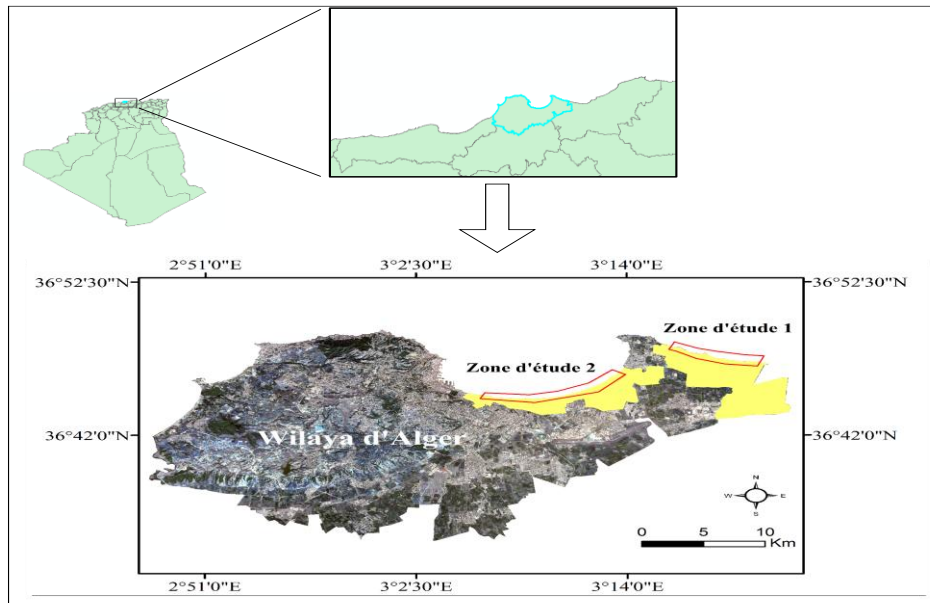 2°51'0"E 3°2'30"E 3°14'0"E
36°52'30"N 36°52'30"N
Zone d'étude 1
Zone d'étude 2
36°42'0"N Wilaya d'Alger 36°42'0"N
N
W E
S
0 5 10
Km
2°51'0"E 3°2'30"E 3°14'0"E